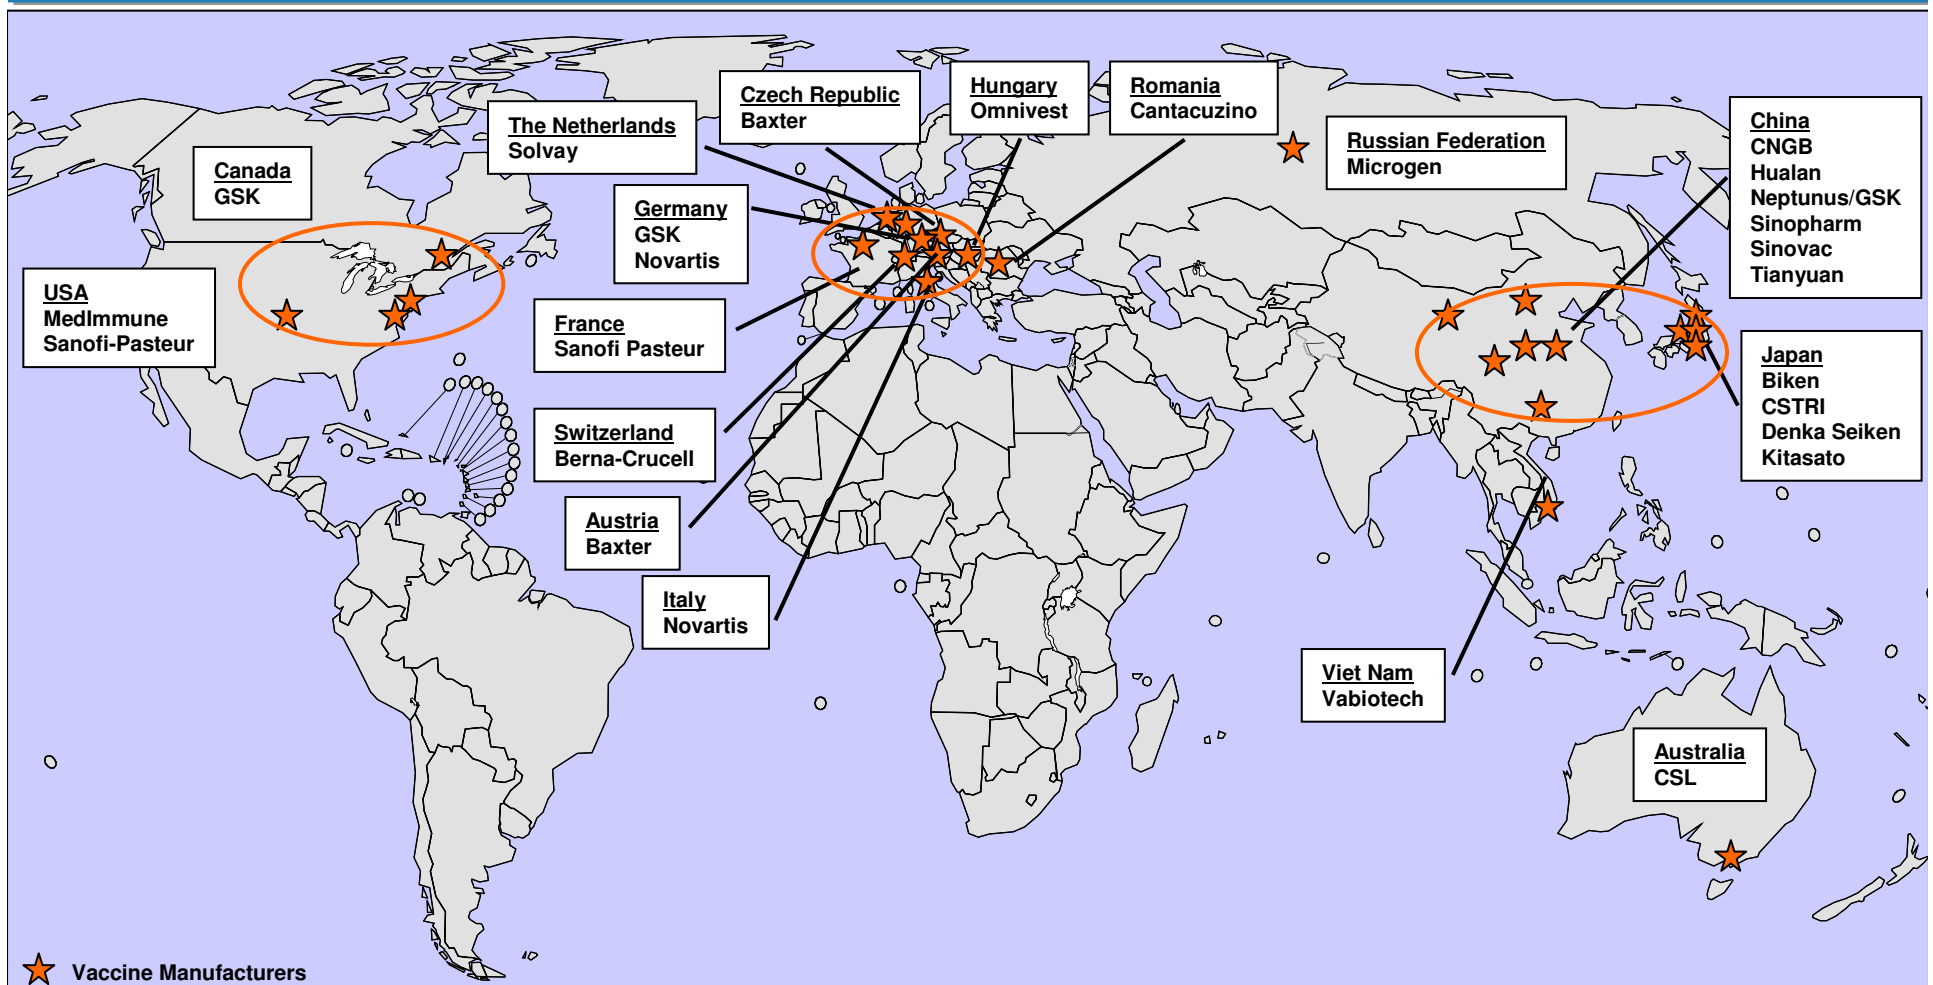 Czech Republic
Baxter
Hungary
Omnivest
Romania
Cantacuzino
The Netherlands
Solvay
Russian Federation
Microgen
China
CNGB
Hualan
Neptunus/GSK
Sinopharm
Sinovac
Tianyuan
Canada
GSK
Germany
GSK
Novartis
USA
MedImmune
Sanofi-Pasteur
France
Sanofi Pasteur
Japan
Biken
CSTRI
Denka Seiken
Kitasato
Switzerland
Berna-Crucell
Austria
Baxter
Italy
Novartis
Viet Nam
Vabiotech
Australia
CSL
Vaccine Manufacturers